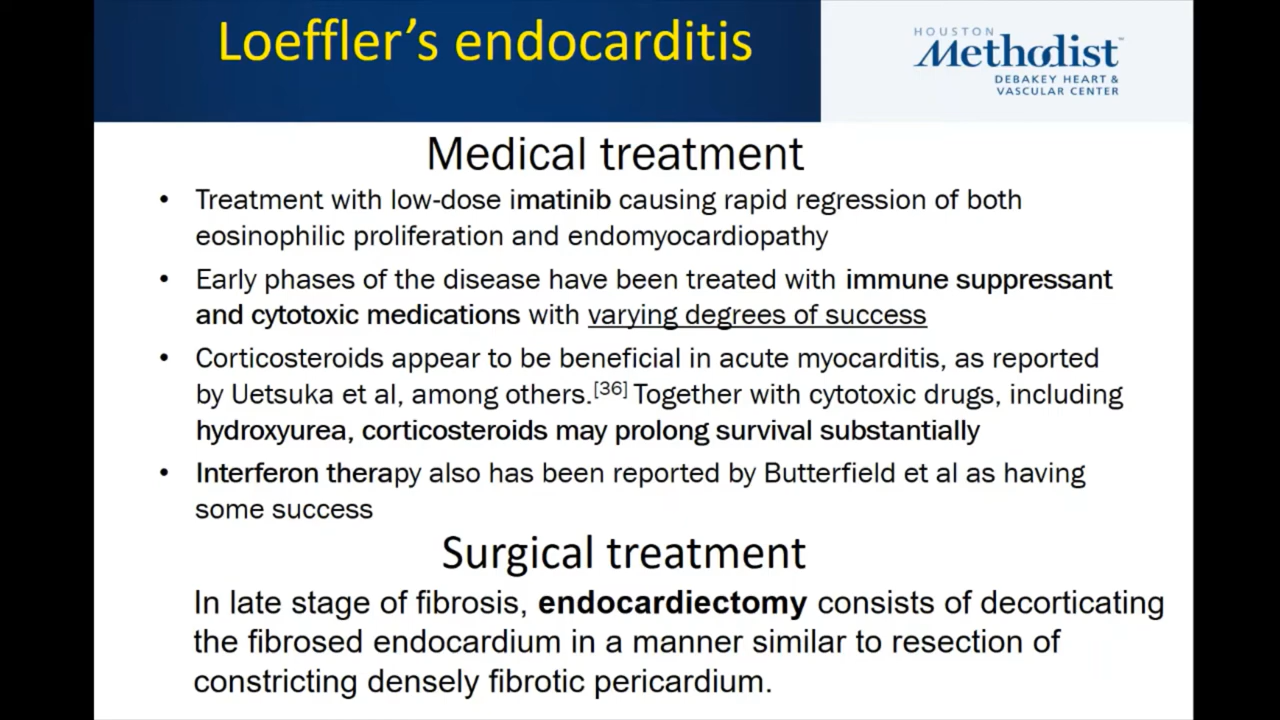 Loeffler's endocarditis
HOUSTON
Methodist™
DEBAKEY HEART &
VASCULAR CENTER
Medical treatment
• Treatment with low-dose imatinib causing rapid regression of both
eosinophilic proliferation and endomyocardiopathy
• Early phases of the disease have been treated with immune suppressant
and cytotoxic medications with varying degrees of success
• Corticosteroids appear to be beneficial in acute myocarditis, as reported
by Uetsuka et al, among others.[36] Together with cytotoxic drugs, including
hydroxyurea, corticosteroids may prolong survival substantially
• Interferon therapy also has been reported by Butterfield et al as having
some success
Surgical treatment
In late stage of fibrosis, endocardiectomy consists of decorticating
the fibrosed endocardium in a manner similar to resection of
constricting densely fibrotic pericardium.